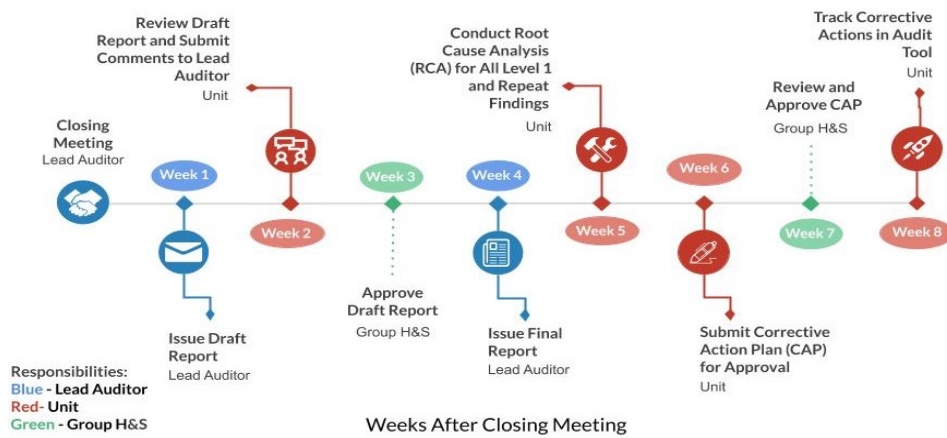 Review Draft
Report and Submit
Comments to Lead
Auditor
Unit
Conduct Root
Cause Analysis
(RCA) for All Level 1
and Repeat
Findings
Unit
Track Corrective
Actions in Audit
Tool
Unit
Review and
Approve CAP
Group H&S
Closing
Meeting
Lead Auditor
Week 1
Week 2
Week 3
Week 4
Week 5
Week 6
Week 7
Week 8
Issue Draft
Report
Lead Auditor
Approve
Draft Report
Group H&S
Issue Final
Report
Lead Auditor
Submit Corrective
Action Plan (CAP)
for Approval
Unit
Responsibilities:
Blue - Lead Auditor
Red- Unit
Green - Group H&S
Weeks After Closing Meeting